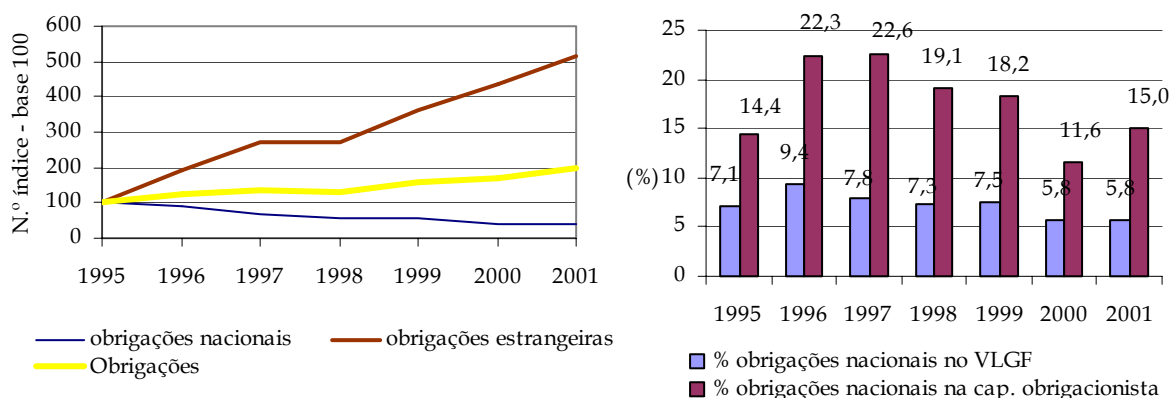 N.º índice - base 100
600
500
400
300
200
100
0
1995 1996 1997 1998 1999 2000 2001
obrigações nacionais obrigações estrangeiras
Obrigações
(%)
25
20
15
10
5
0
14,4 22,3 22,6 19,1 18,2 11,6 15,0
7,1 9,4 7,8 7,3 7,5 5,8 5,8
1995 1996 1997 1998 1999 2000 2001
% obrigações nacionais no VLGF
% obrigações nacionais na cap. obrigacionista